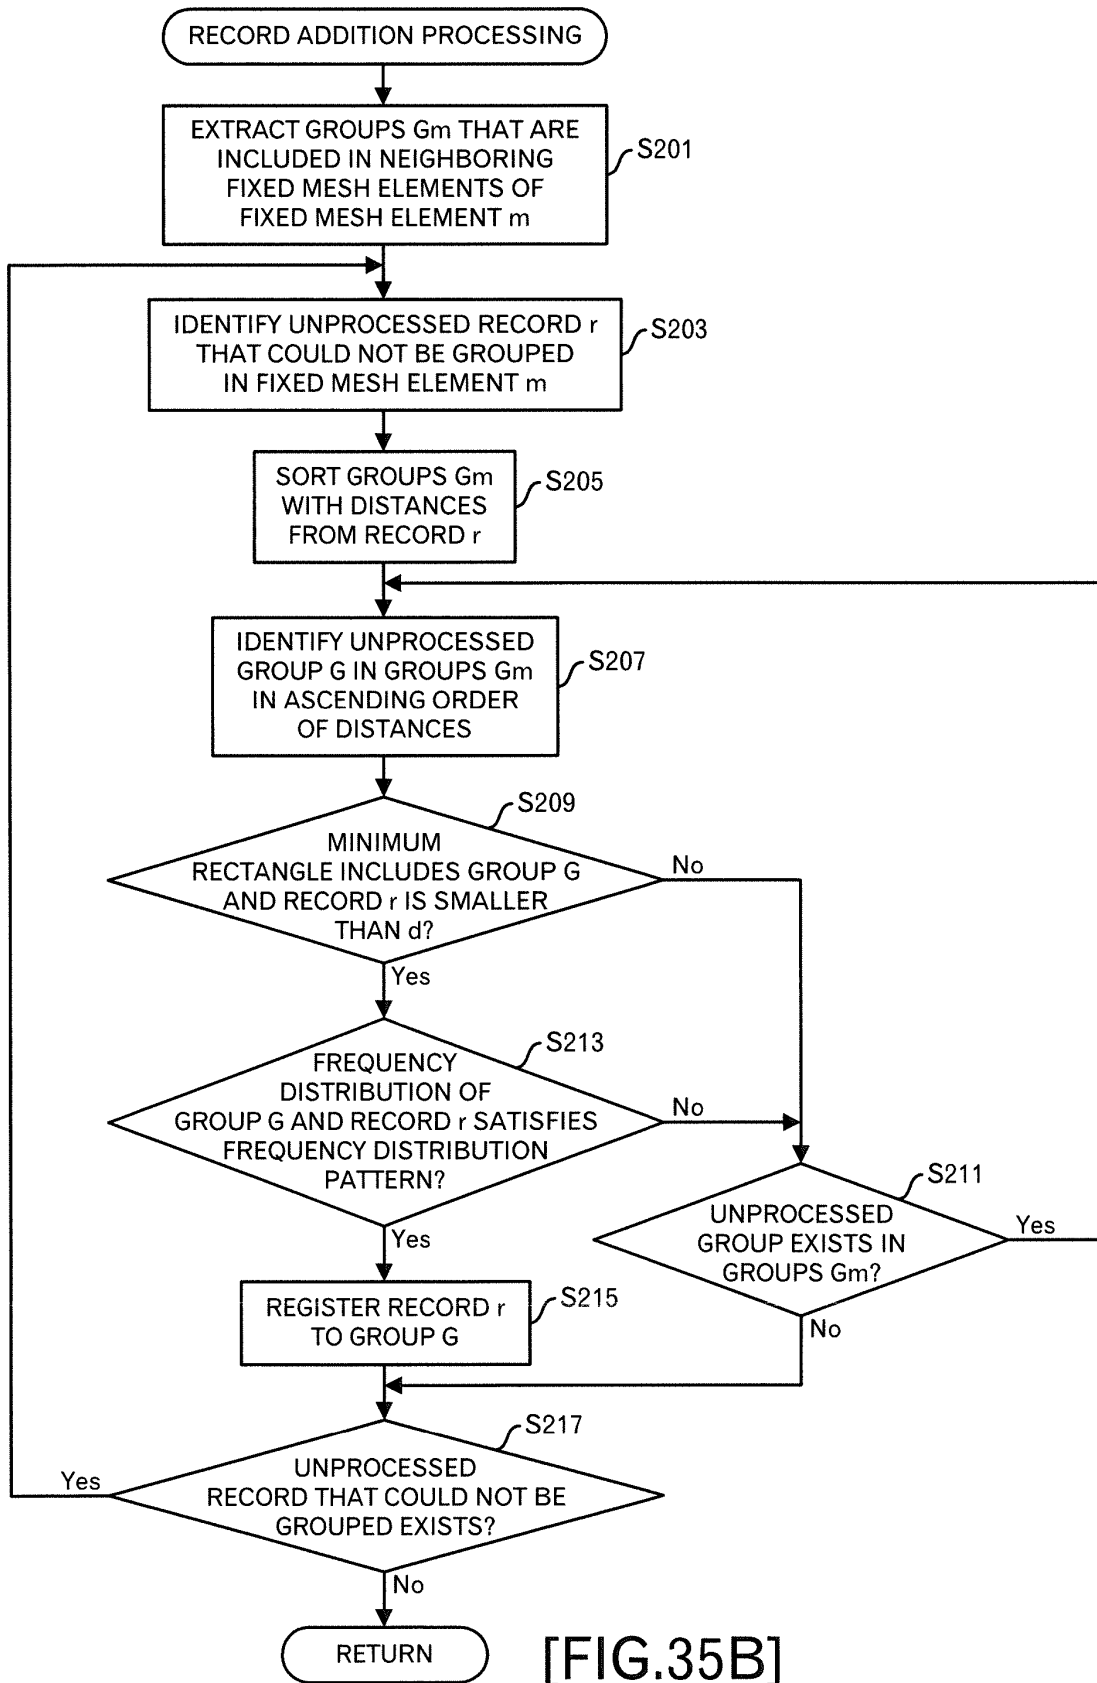 RECORD ADDITION PROCESSING
EXTRACT GROUPS Gm THAT ARE
INCLUDED IN NEIGHBORING
FIXED MESH ELEMENTS OF
FIXED MESH ELEMENT m
S201
IDENTIFY UNPROCESSED RECORD r
THAT COULD NOT BE GROUPED
IN FIXED MESH ELEMENT m
S203
SORT GROUPS Gm
WITH DISTANCES
FROM RECORD r
S205
IDENTIFY UNPROCESSED
GROUP G IN GROUPS Gm
IN ASCENDING ORDER
OF DISTANCES
S207
S209
MINIMUM
RECTANGLE INCLUDES GROUP G
AND RECORD r IS SMALLER
THAN d?
No
Yes
S213
FREQUENCY
DISTRIBUTION OF
GROUP G AND RECORD r SATISFIES
FREQUENCY DISTRIBUTION
PATTERN?
No
Yes
S211
UNPROCESSED
GROUP EXISTS IN
GROUPS Gm?
Yes
No
REGISTER RECORD r
TO GROUP G
S215
S217
UNPROCESSED
RECORD THAT COULD NOT BE
GROUPED EXISTS?
Yes
No
RETURN
[FIG.35B]